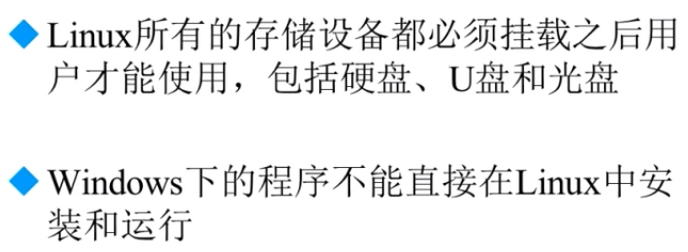 Linux所有的存储设备都必须挂载之后用
户才能使用，包括硬盘、U盘和光盘
Windows下的程序不能直接在Linux中安
装和运行